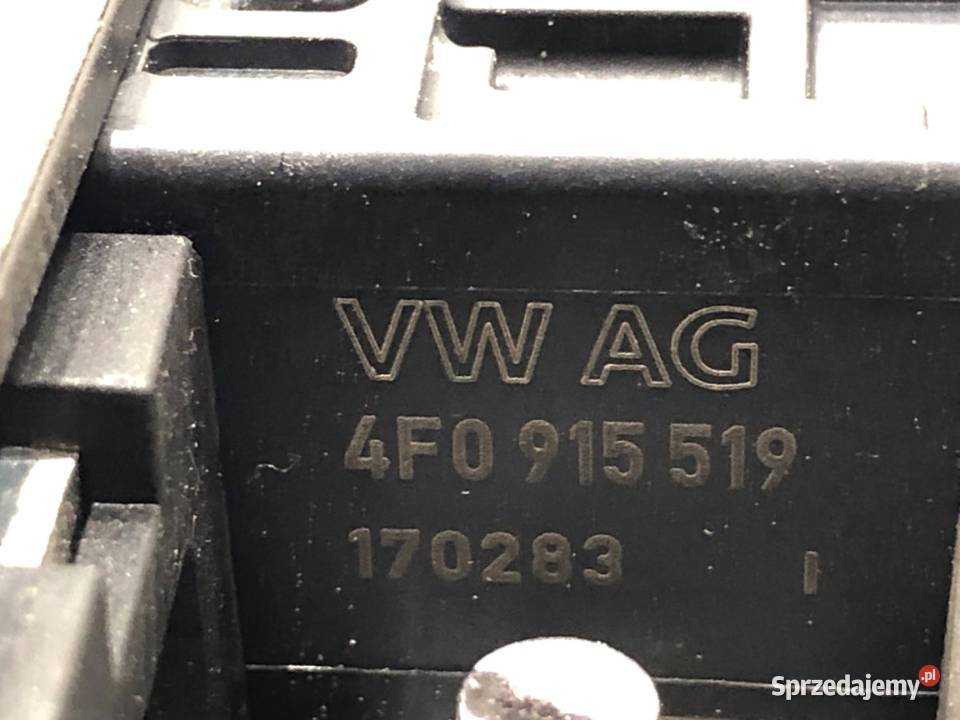 VW AG
4F0 915 519
170283 I
Sprzedajemy.pl